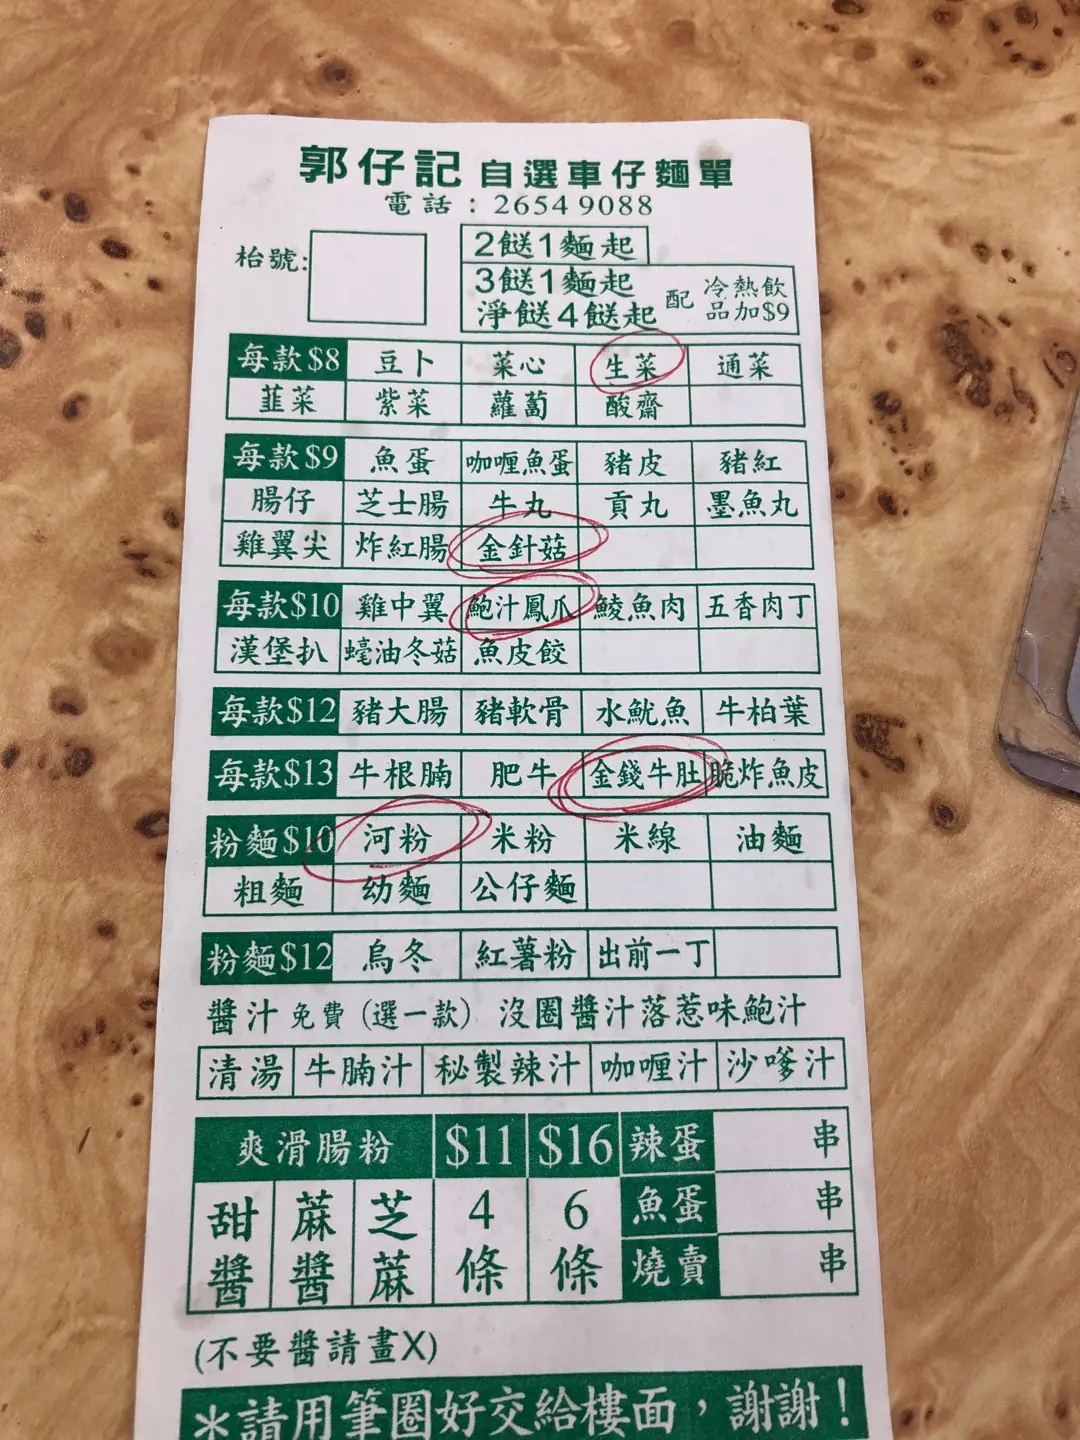 郭仔記 自選車仔麵單
電話：2654 9088
枱號:
2餸1麵起
3餸1麵起
淨餸4餸起
配 冷熱飲品加$9
每款$8 豆卜 菜心 生菜 通菜
韮菜 紫菜 蘿蔔 酸齋
每款$9 魚蛋 咖喱魚蛋 豬皮 豬紅
腸仔 芝士腸 牛丸 貢丸 墨魚丸
雞翼尖 炸紅腸 金針菇
每款$10 雞中翼 鮑汁鳳爪 鯪魚肉 五香肉丁
漢堡扒 蠔油冬菇 魚皮餃
每款$12 豬大腸 豬軟骨 水魷魚 牛柏葉
每款$13 牛根腩 肥牛 金錢牛肚 脆炸魚皮
粉麵$10 河粉 米粉 米線 油麵
粗麵 幼麵 公仔麵
粉麵$12 烏冬 紅薯粉 出前一丁
醬汁 免費（選一款） 沒圈醬汁落惹味鮑汁
清湯 牛腩汁 秘製辣汁 咖喱汁 沙嗲汁
爽滑腸粉 $11 $16 辣蛋 串
甜醬 蔴醬 芝蔴 4條 6條 魚蛋 串
燒賣 串
(不要醬請畫X)
*請用筆圈好交給樓面，謝謝！